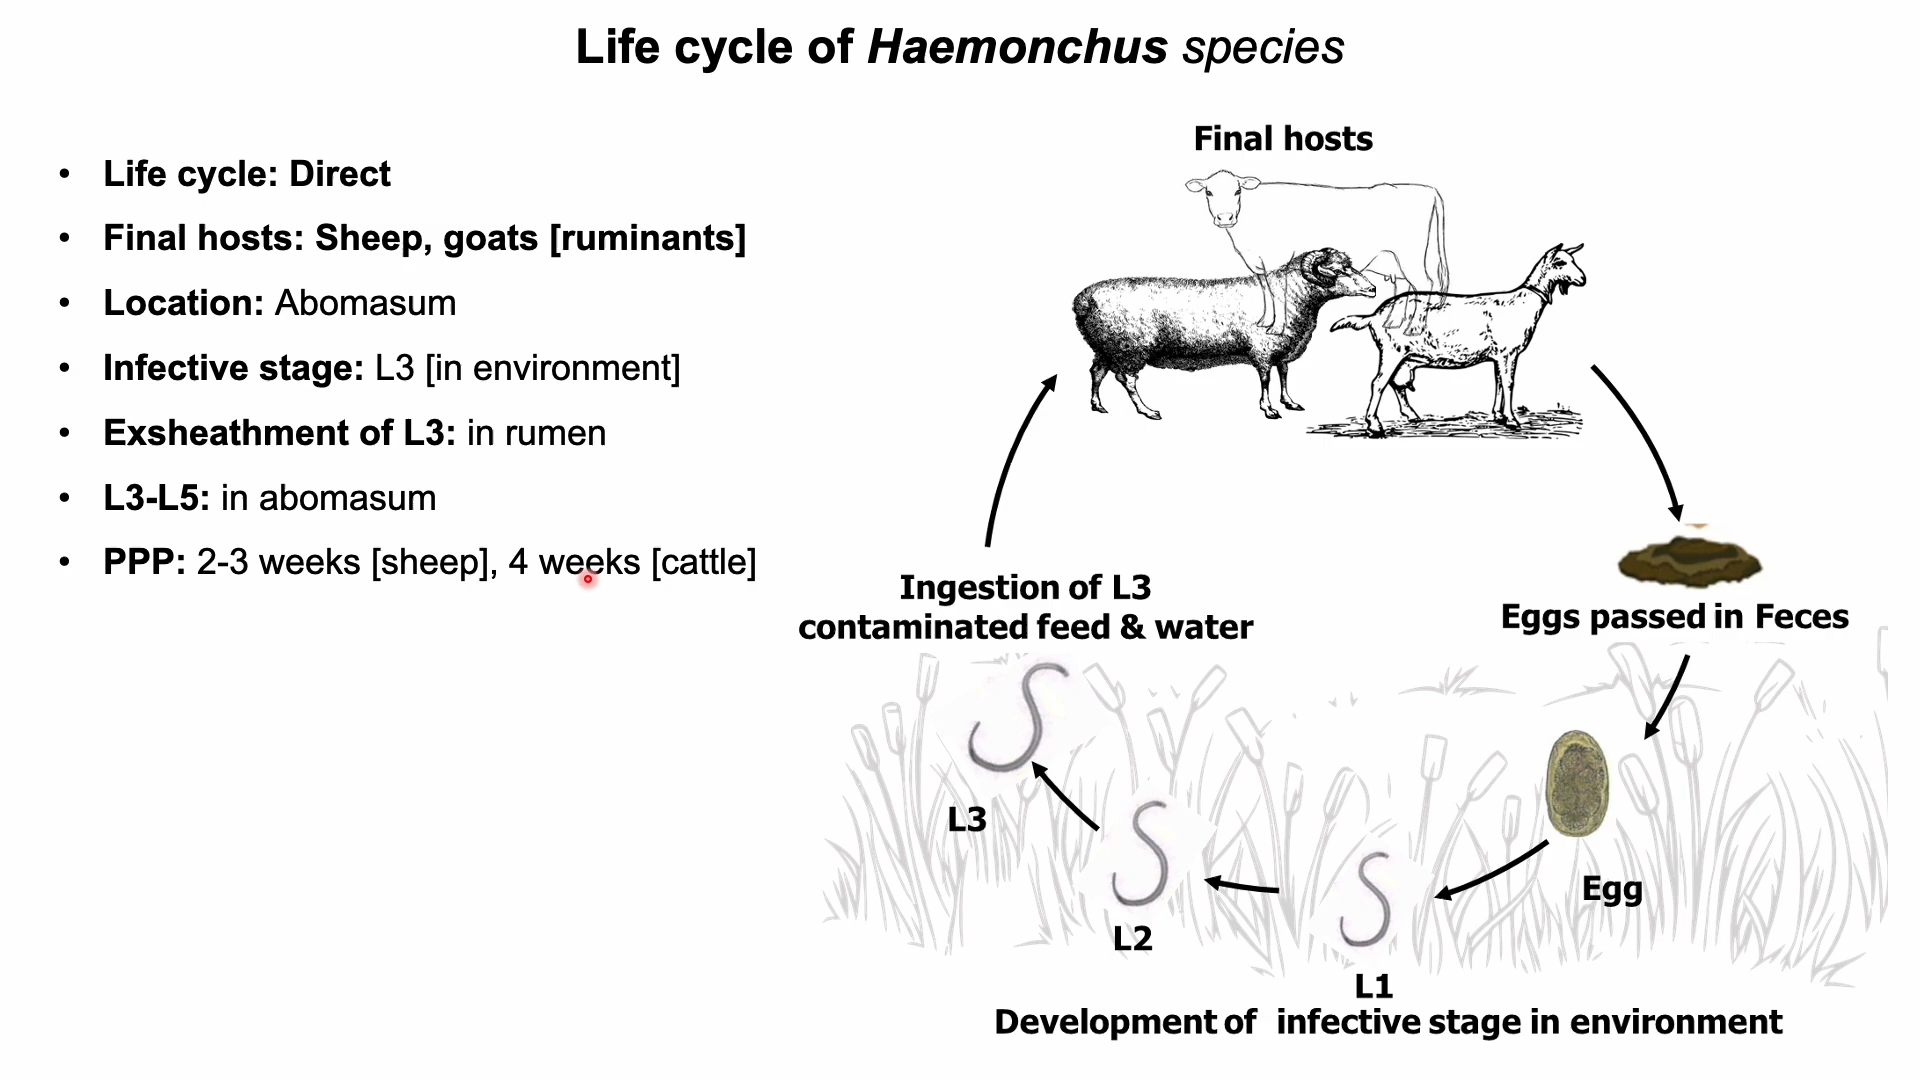 Life cycle of Haemonchus species
• Life cycle: Direct
• Final hosts: Sheep, goats [ruminants]
• Location: Abomasum
• Infective stage: L3 [in environment]
• Exsheathment of L3: in rumen
• L3-L5: in abomasum
• PPP: 2-3 weeks [sheep], 4 weeks [cattle]
Final hosts
Eggs passed in Feces
Egg
L1
L2
L3
Development of infective stage in environment
Ingestion of L3
contaminated feed & water